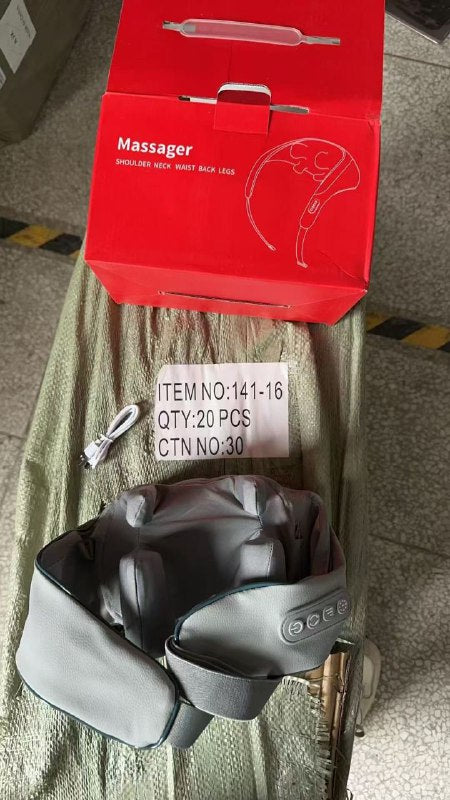 Massager
SHOULDER NECK WAIST BACK LEGS
ITEM NO:141-16
QTY:20 PCS
CTN NO:30